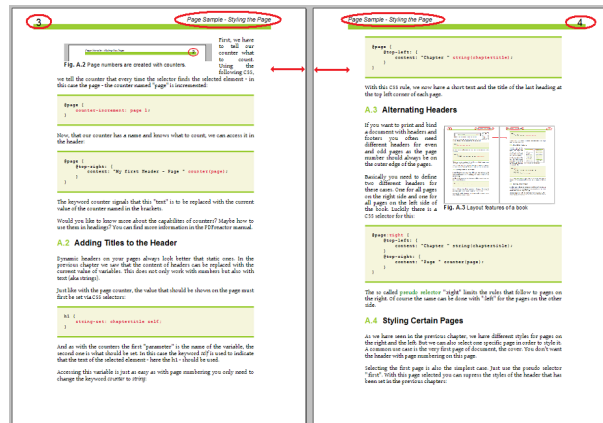 3
Page Sample - Styling the Page
First, we have
to tell our
counter what
to count.
Using the
following CSS,
Fig. A.2 Page numbers are created with counters.
we tell the counter that every time the selector finds the selected element - in
this case the page - the counter named "page" is incremented:
@page {
counter-increment: page 1;
}
Now, that our counter has a name and knows what to count, we can access it in
the header:
@page {
@top-right: {
content: "My First Header - Page " counter(page);
}
The keyword counter signals that this "text" is to be replaced with the current
value of the counter named in the brackets.
Would you like to know more about the capabilities of counters? Maybe how to
use them in headings? You can find more information in the PDFreactor manual.
A.2 Adding Titles to the Header
Dynamic headers on your pages always look better that static ones. In the
previous chapter we saw that the content of headers can be replaced with the
current value of variables. This does not only work with numbers but also with
text (aka strings).
Just like with the page counter, the value that should be shown on the page must
first be set via CSS selectors:
h1 {
string-set: chaptertitle self;
}
And as with the counters the first "parameter" is the name of the variable, the
second one is what should be set. In this case the keyword self is used to indicate
that the text of the selected element - here the h1 - should be used.
Accessing this variable is just as easy as with page numbering you only need to
change the keyword counter to string:
Page Sample - Styling the Page
4
@page {
@top-left: {
content: "Chapter " string(chaptertitle);
}
With this CSS rule, we now have a short text and the title of the last heading at
the top left corner of each page.
A.3 Alternating Headers
If you want to print and bind
a document with headers and
footers you often need
different headers for even
and odd pages as the page
number should always be on
the outer edge of the pages.
Basically you need to define
two different headers for
these cases. One for all pages
on the right side and one for
all pages on the left side of
the book. Luckily there is a
CSS selector for this:
Fig. A.3 Layout features of a book
@page:right {
@top-left: {
content: "Chapter " string(chaptertitle);
}
@top-right: {
content: "Page " counter(page);
}
The so called pseudo selector "right" limits the rules that follow to pages on
the right. Of course the same can be done with "left" for the pages on the other
side.
A.4 Styling Certain Pages
As we have seen in the previous chapter, we have different styles for pages on
the right and the left. But we can also select one specific page in order to style it.
A common use case is the very first page of document, the cover. You don't want
the header with page numbering on this page.
Selecting the first page is also the simplest case. Just use the pseudo selector
"first". With this page selected you can supress the styles of the header that has
been set in the previous chapters: